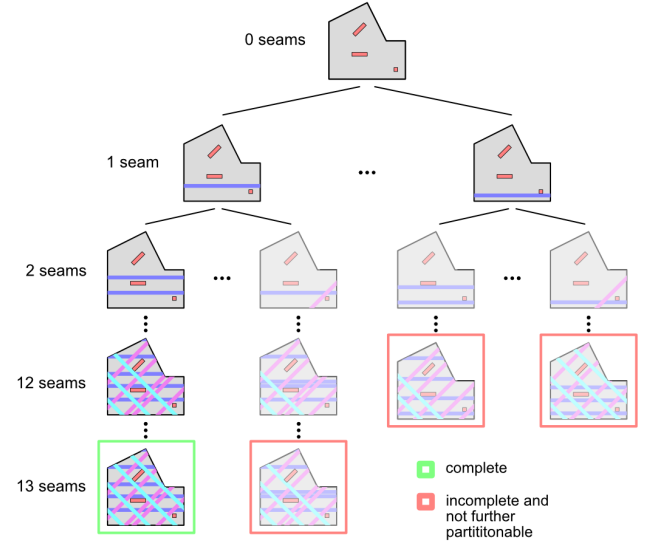 0 seams
1 seam
...
2 seams
...
...
12 seams
13 seams
complete
incomplete and
not further
partititonable